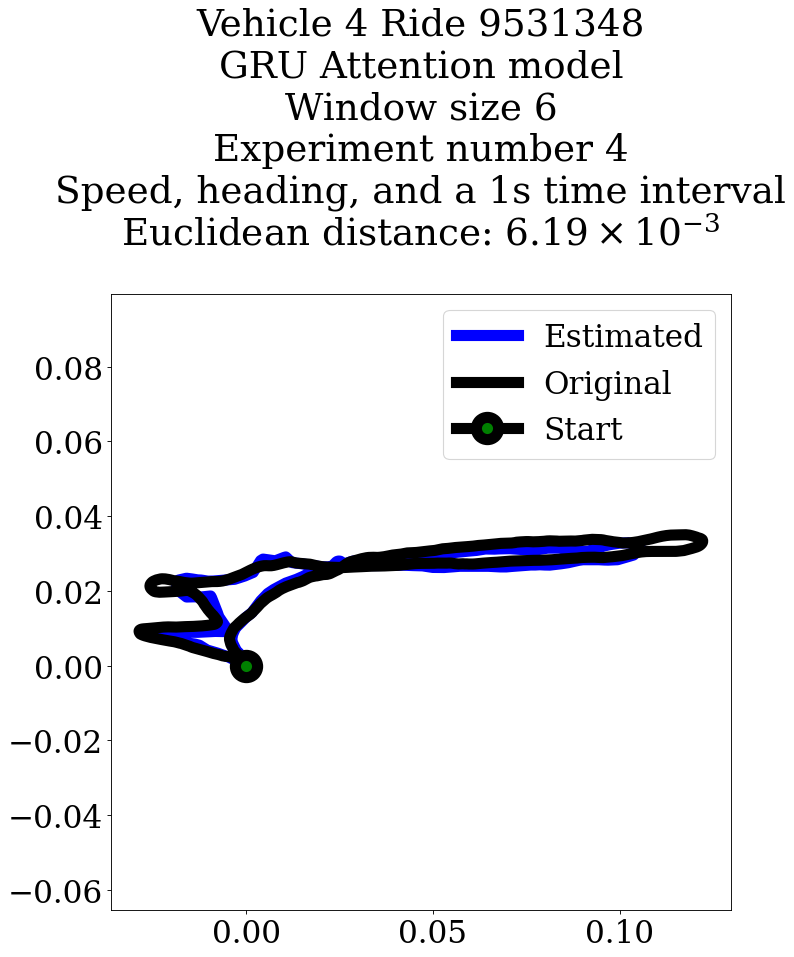 Vehicle 4 Ride 9531348
GRU Attention model
Window size 6
Experiment number 4
Speed, heading, and a 1s time interval
Euclidean distance: 6.19 × 10⁻³
Estimated
Original
Start
0.08
0.06
0.04
0.02
0.00
−0.02
−0.04
−0.06
0.00 0.05 0.10